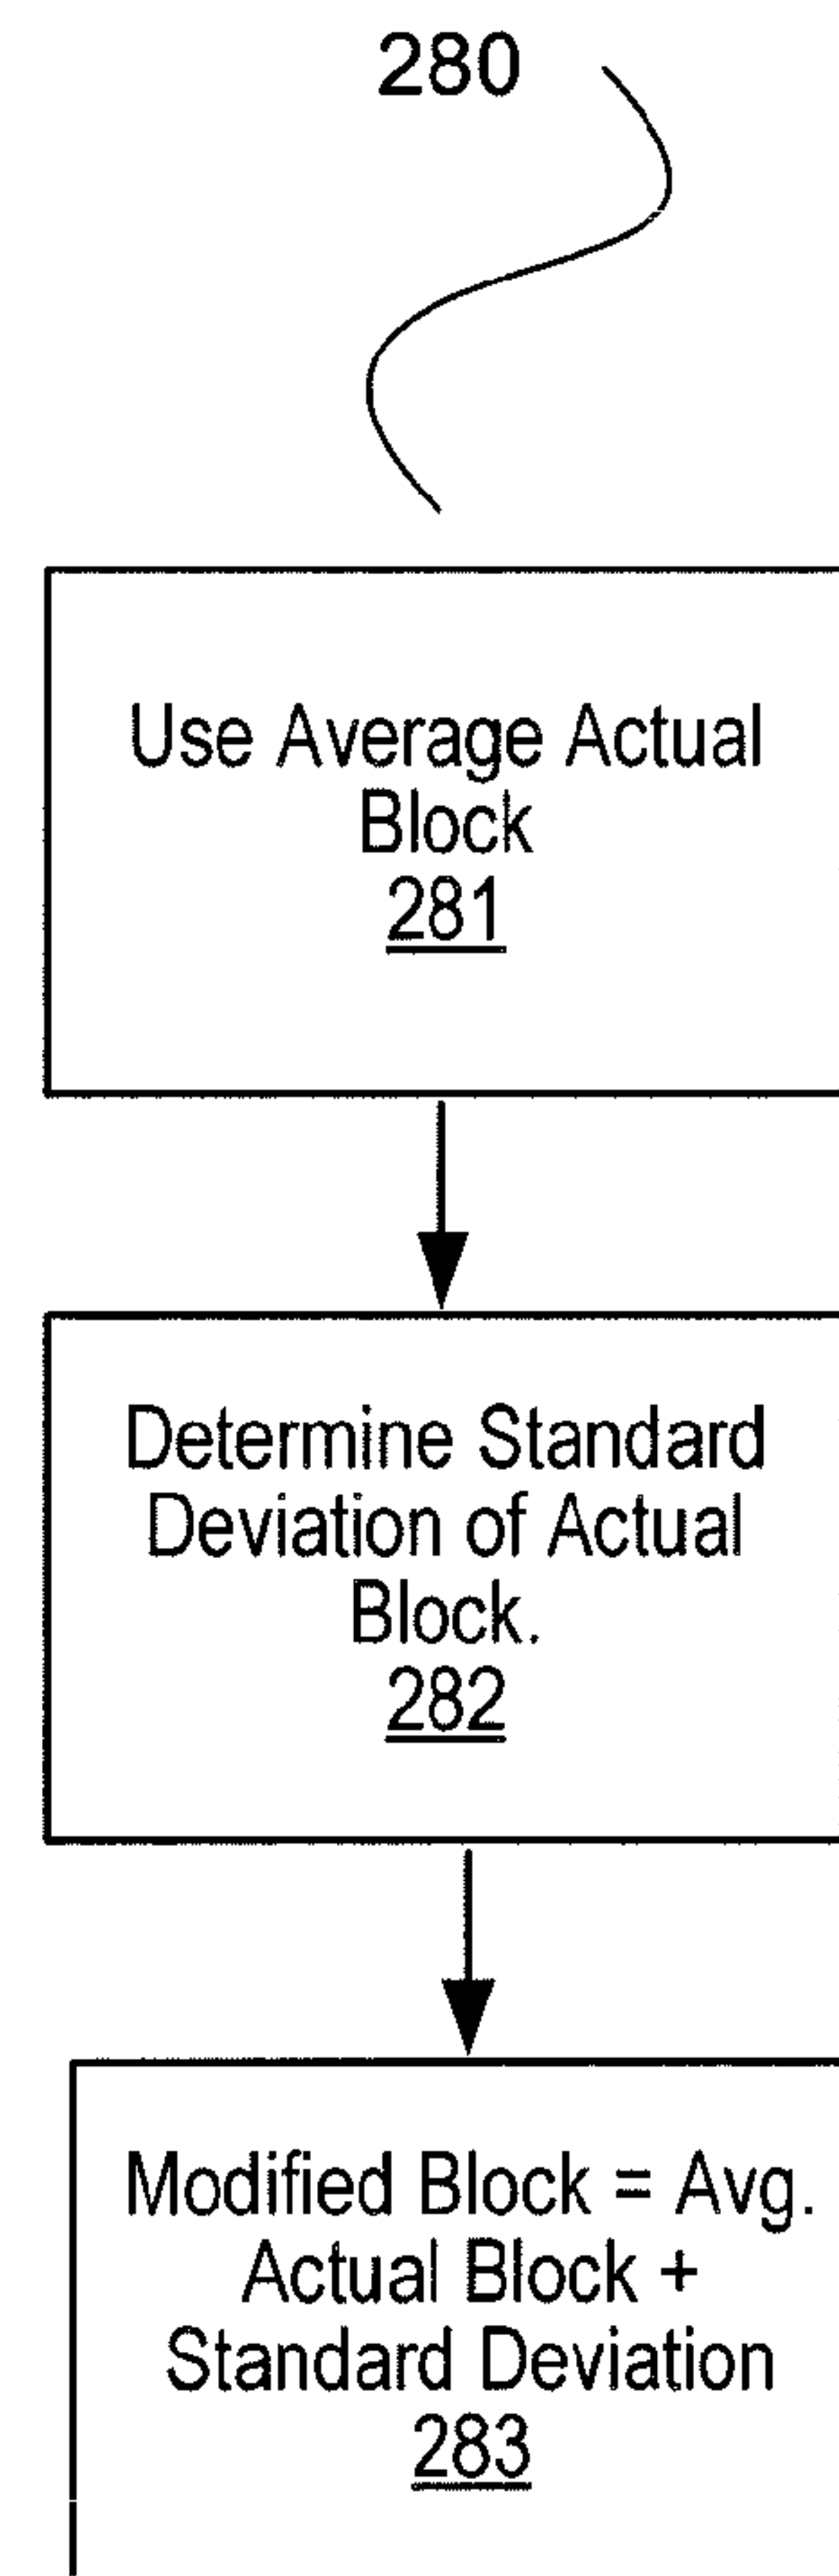 280
Use Average Actual
Block
281
Determine Standard
Deviation of Actual
Block.
282
Modified Block = Avg.
Actual Block +
Standard Deviation
283